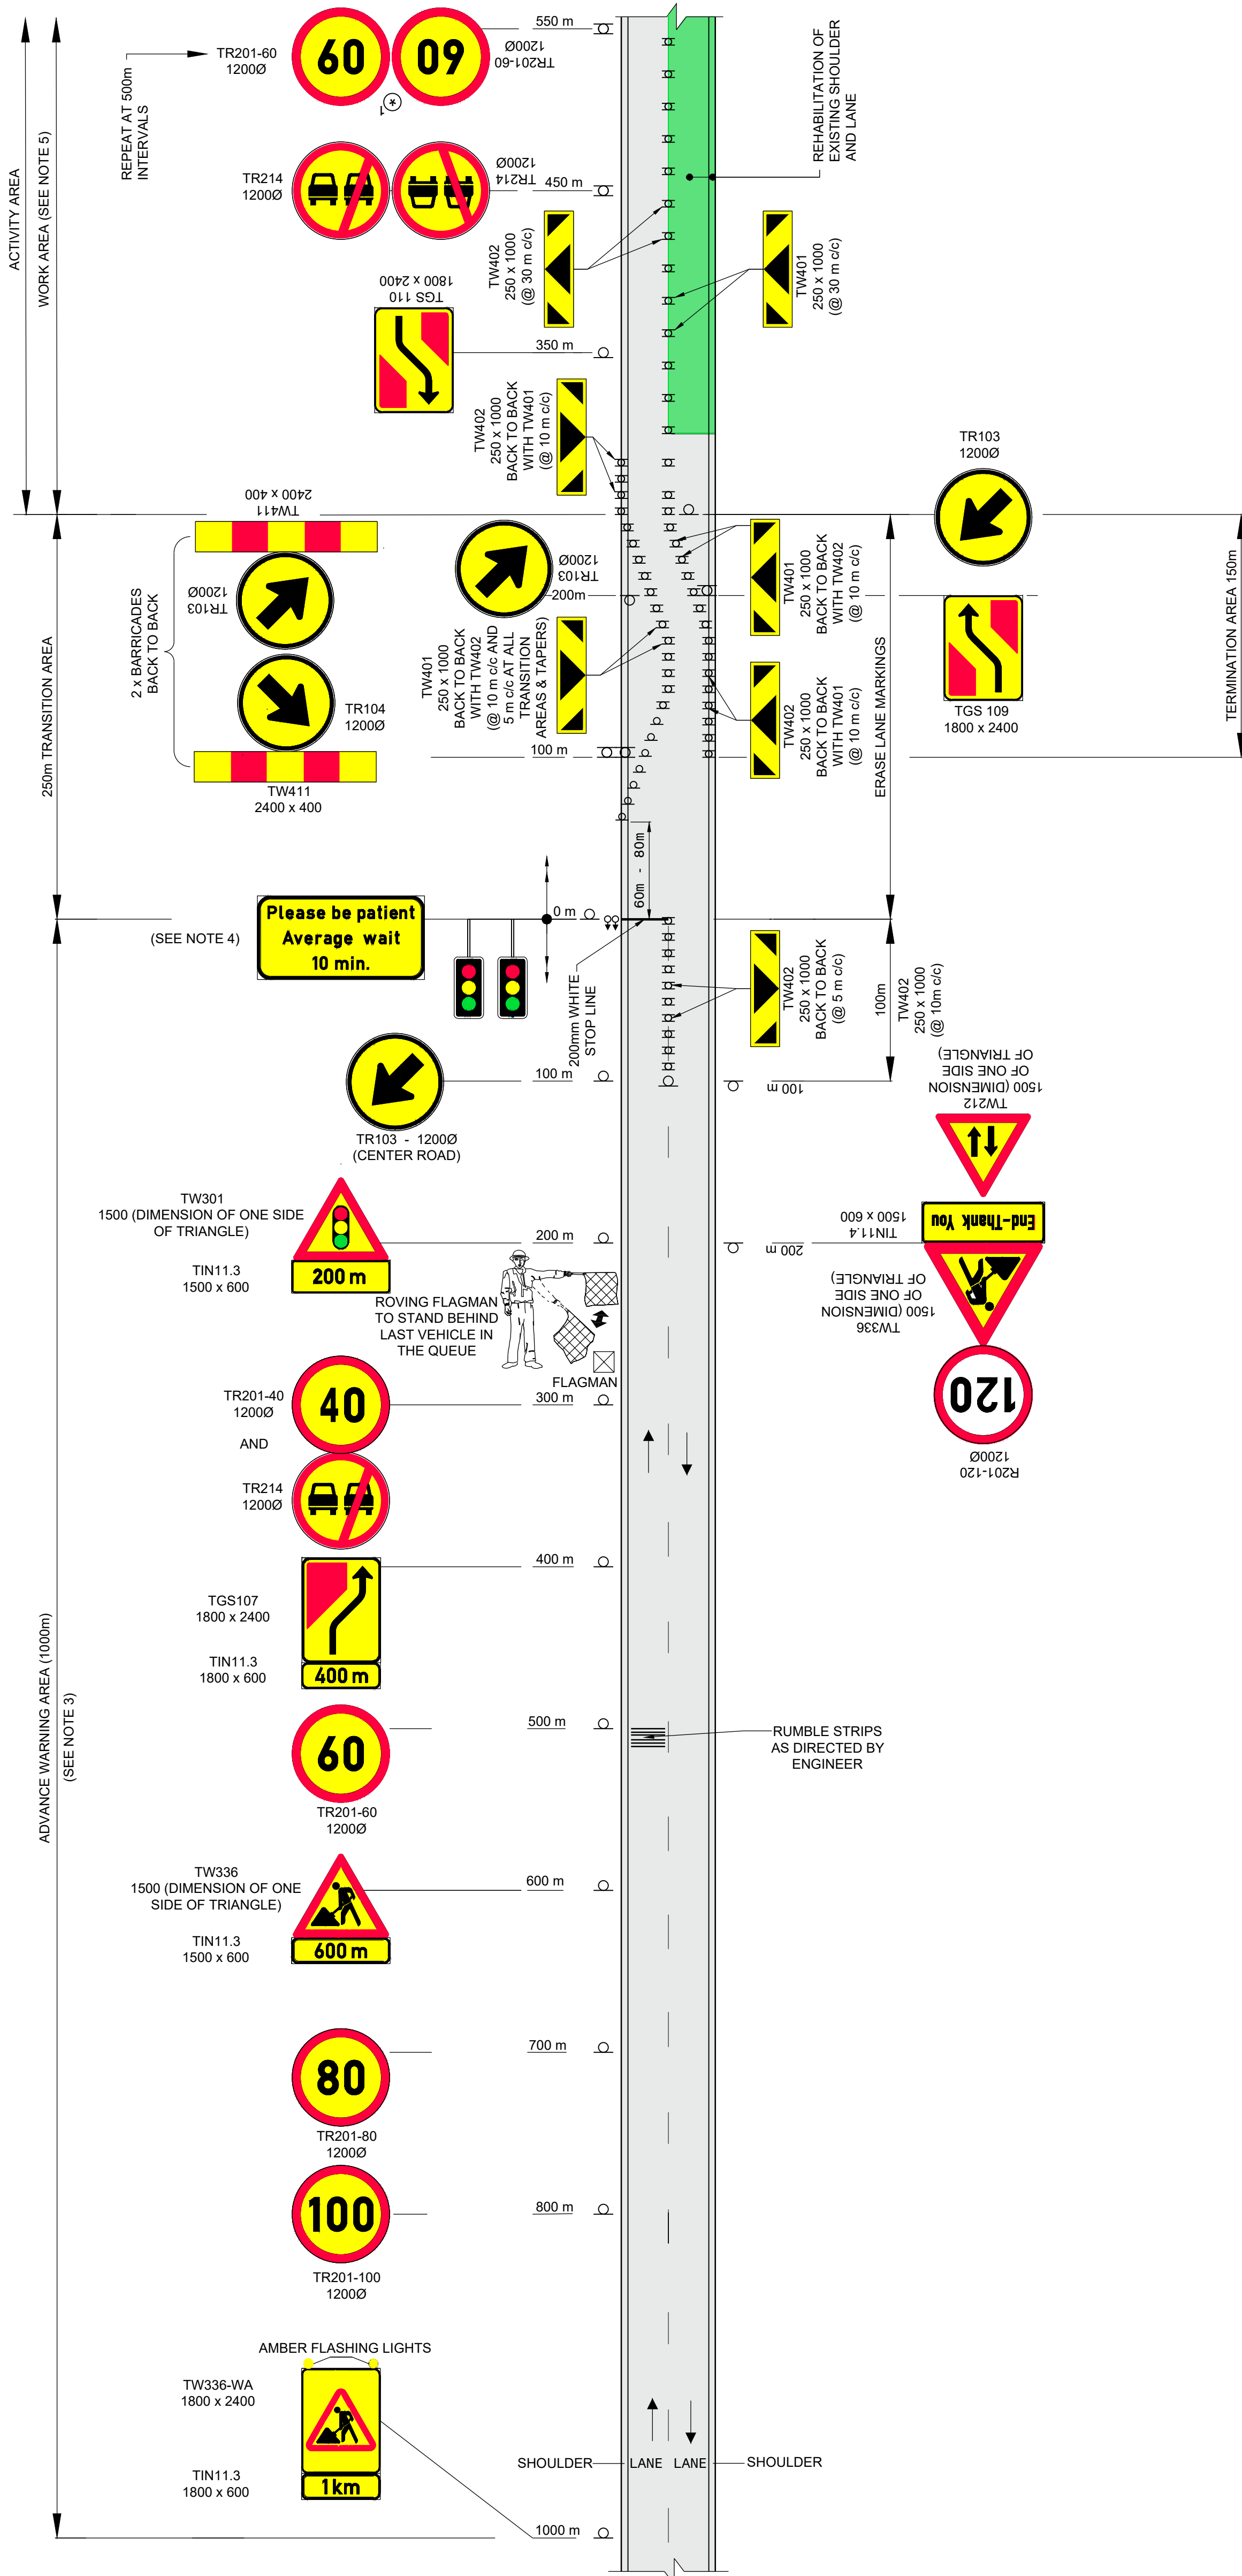 550 m
TR201-60
1200Ø
60
60
TR201-60
1200Ø
1
*
REPEAT AT 500m
INTERVALS
ACTIVITY AREA
WORK AREA (SEE NOTE 5)
REHABILITATION OF
EXISTING SHOULDER
AND LANE
TR214
1200Ø
TR214
1200Ø
450 m
TW402
250 x 1000
(@ 30 m c/c)
TW401
250 x 1000
(@ 30 m c/c)
TGS 110
1800 x 2400
350 m
TW402
250 x 1000
BACK TO BACK
WITH TW401
(@ 10 m c/c)
TR103
1200Ø
TW411
2400 x 400
2 x BARRICADES
BACK TO BACK
TR103
1200Ø
TR103
1200Ø
200m
TW401
250 x 1000
BACK TO BACK
WITH TW402
(@ 10 m c/c)
TR104
1200Ø
TW401
250 x 1000
BACK TO BACK
WITH TW402
(@ 10 m c/c AND
5 m c/c AT ALL
TRANSITION
AREAS & TAPERS)
TW402
250 x 1000
BACK TO BACK
WITH TW401
(@ 10 m c/c)
TGS 109
1800 x 2400
250m TRANSITION AREA
ERASE LANE MARKINGS
TERMINATION AREA 150m
100 m
TW411
2400 x 400
60m - 80m
Please be patient
Average wait
10 min.
(SEE NOTE 4)
0 m
200mm WHITE
STOP LINE
TW402
250 x 1000
BACK TO BACK
(@ 5 m c/c)
100m
TW402
250 x 1000
(@ 10m c/c)
100 m
100 m
TR103 - 1200Ø
(CENTER ROAD)
TW212
1500 (DIMENSION
OF ONE SIDE
OF TRIANGLE)
TW301
1500 (DIMENSION OF ONE SIDE
OF TRIANGLE)
TIN11.3
1500 x 600
200 m
200 m
200 m
End-Thank You
TIN11.4
1500 x 600
TW336
1500 (DIMENSION
OF ONE SIDE
OF TRIANGLE)
ROVING FLAGMAN
TO STAND BEHIND
LAST VEHICLE IN
THE QUEUE
FLAGMAN
120
R201-120
1200Ø
TR201-40
1200Ø
40
300 m
AND
TR214
1200Ø
400 m
TGS107
1800 x 2400
TIN11.3
1800 x 600
400 m
ADVANCE WARNING AREA (1000m)
(SEE NOTE 3)
500 m
60
TR201-60
1200Ø
RUMBLE STRIPS
AS DIRECTED BY
ENGINEER
TW336
1500 (DIMENSION OF ONE
SIDE OF TRIANGLE)
600 m
TIN11.3
1500 x 600
600 m
700 m
80
TR201-80
1200Ø
100
800 m
TR201-100
1200Ø
AMBER FLASHING LIGHTS
TW336-WA
1800 x 2400
TIN11.3
1800 x 600
1km
SHOULDER
LANE
LANE
SHOULDER
1000 m